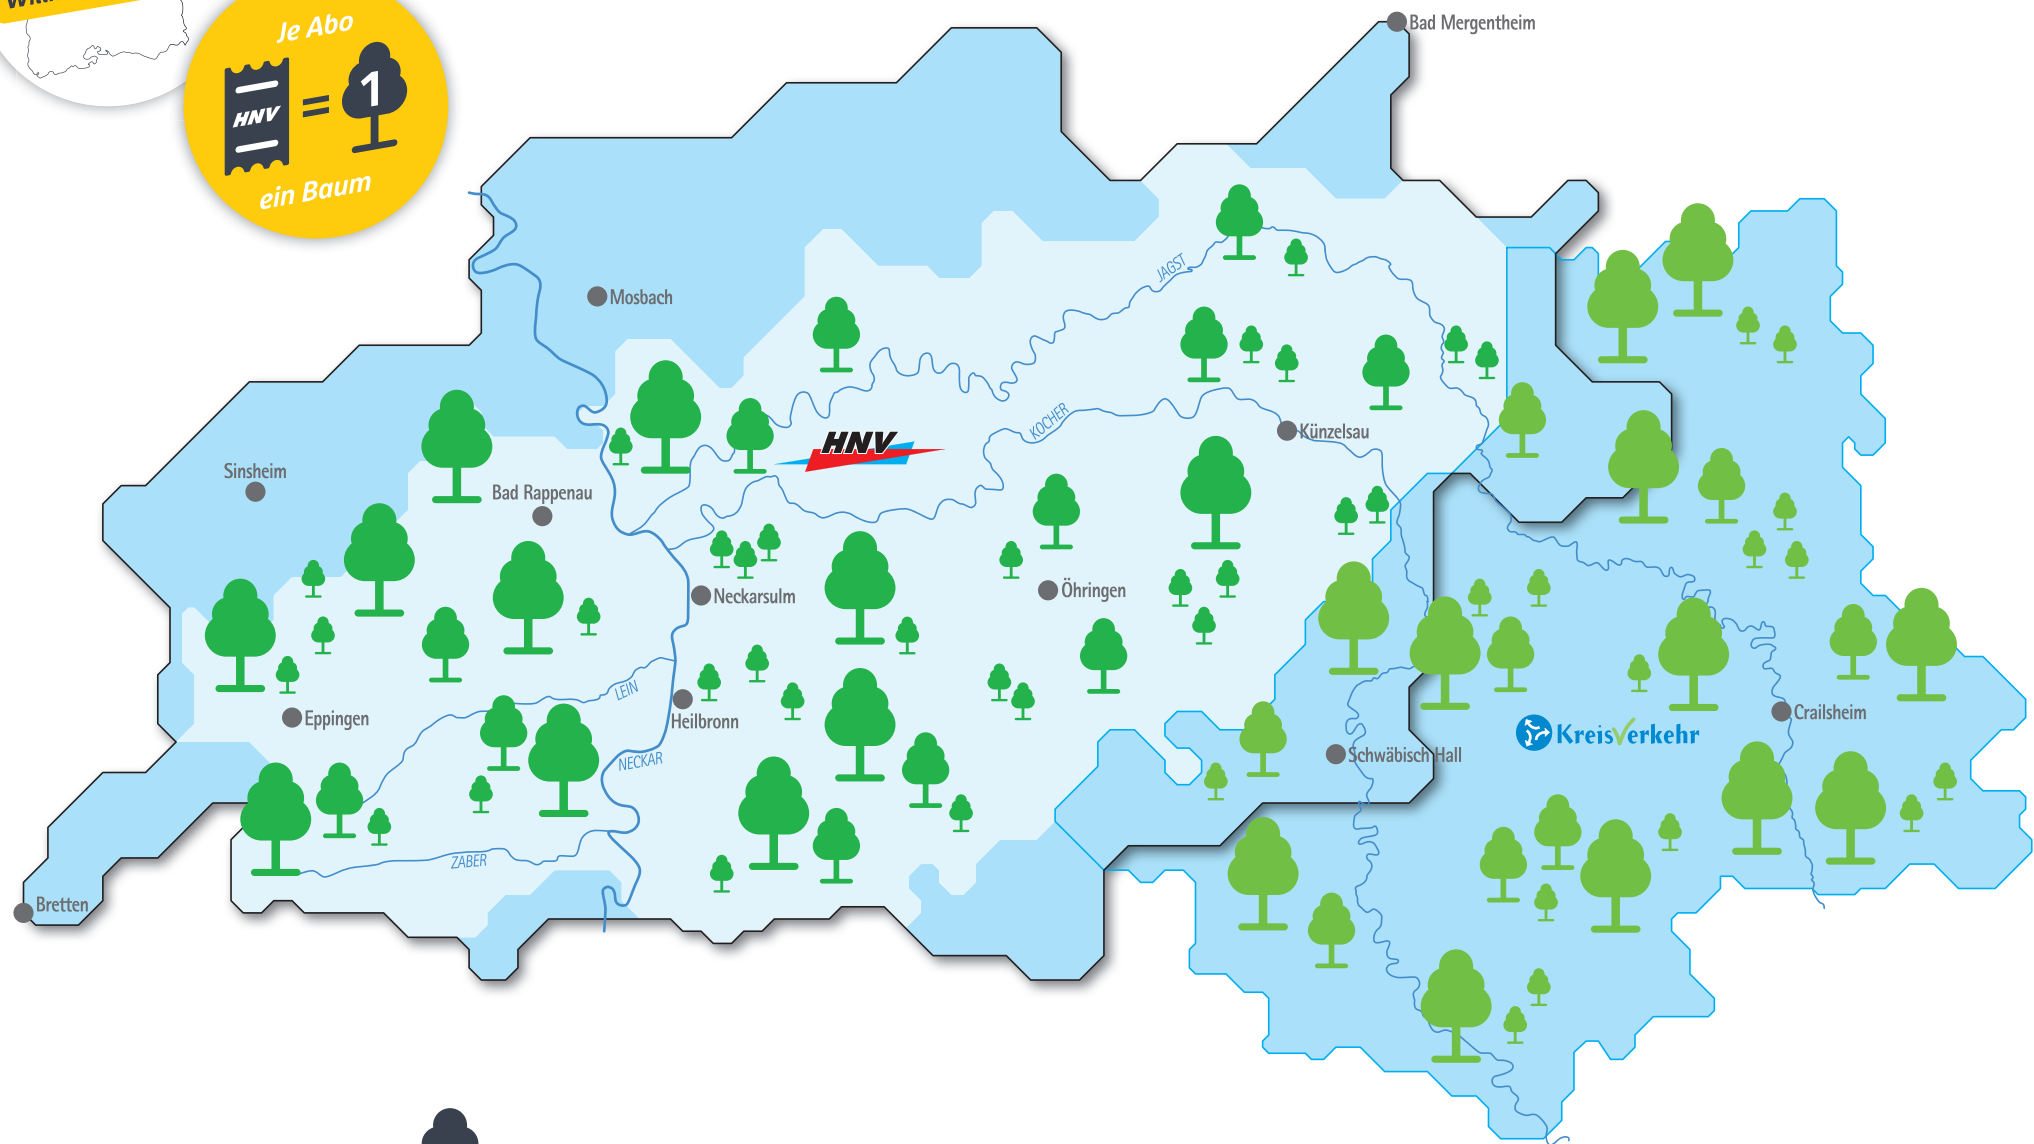 Je Abo
HNV
=
1
ein Baum
Bad Mergentheim
Mosbach
JAGST
KOCHER
HNV
Künzelsau
Sinsheim
Bad Rappenau
Neckarsulm
Öhringen
LEIN
Heilbronn
Eppingen
Crailsheim
KreisVerkehr
Schwäbisch Hall
NECKAR
ZABER
Bretten